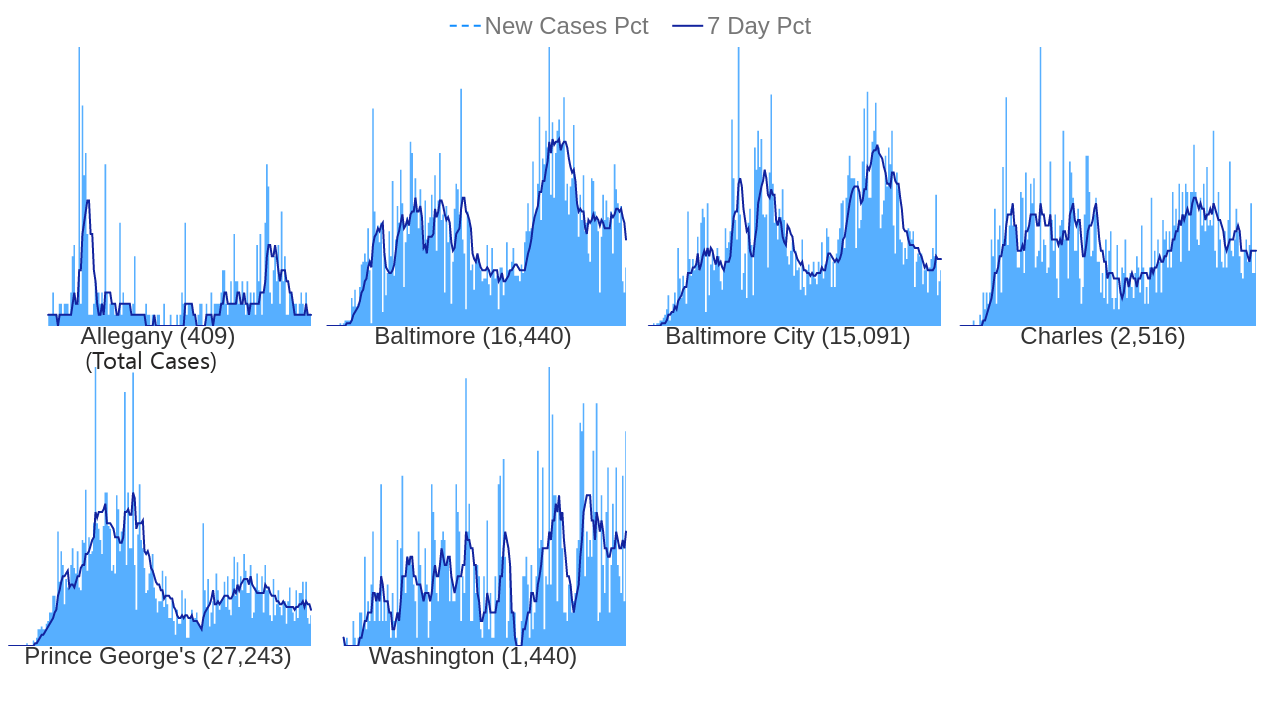 New Cases Pct 7 Day Pct
Allegany (409)
(Total Cases)
Baltimore (16,440)
Baltimore City (15,091)
Charles (2,516)
Prince George's (27,243)
Washington (1,440)